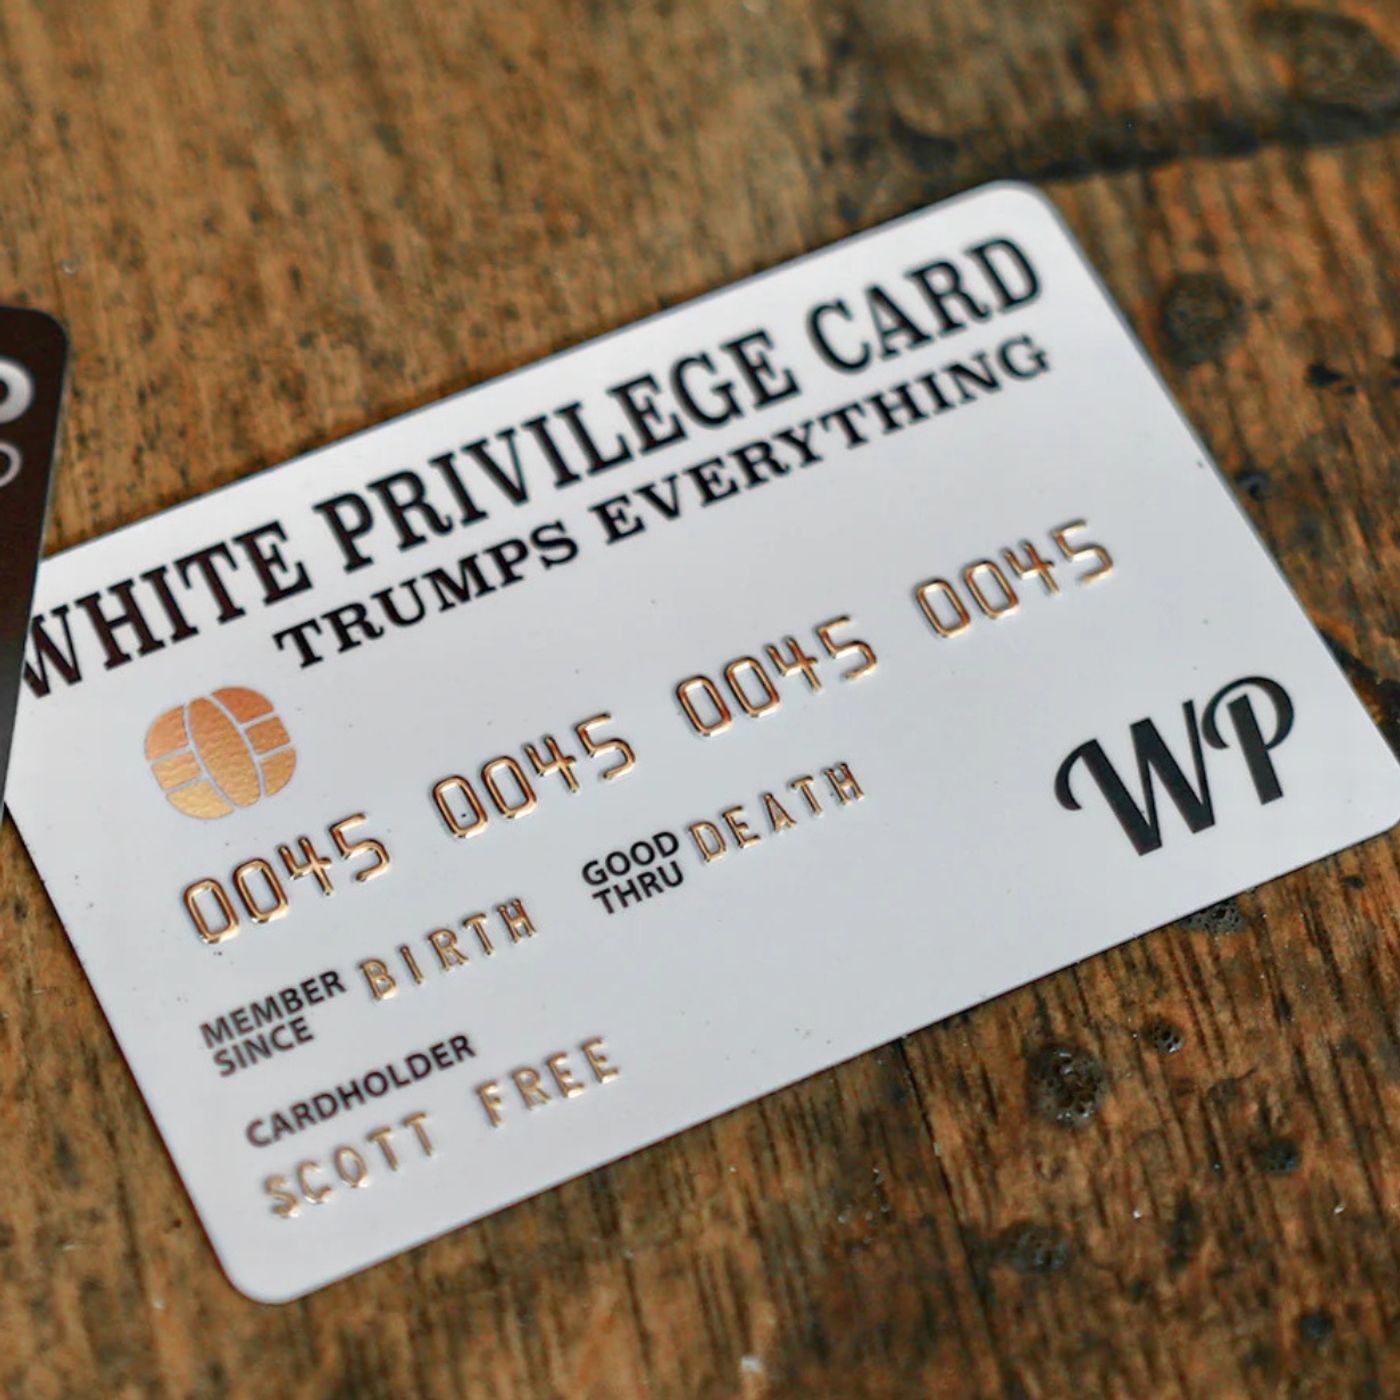 WHITE PRIVILEGE CARD
TRUMPS EVERYTHING
0045 0045 0045 0045
MEMBER SINCE BIRTH GOOD THRU DEATH
CARDHOLDER
SCOTT FREE
WP